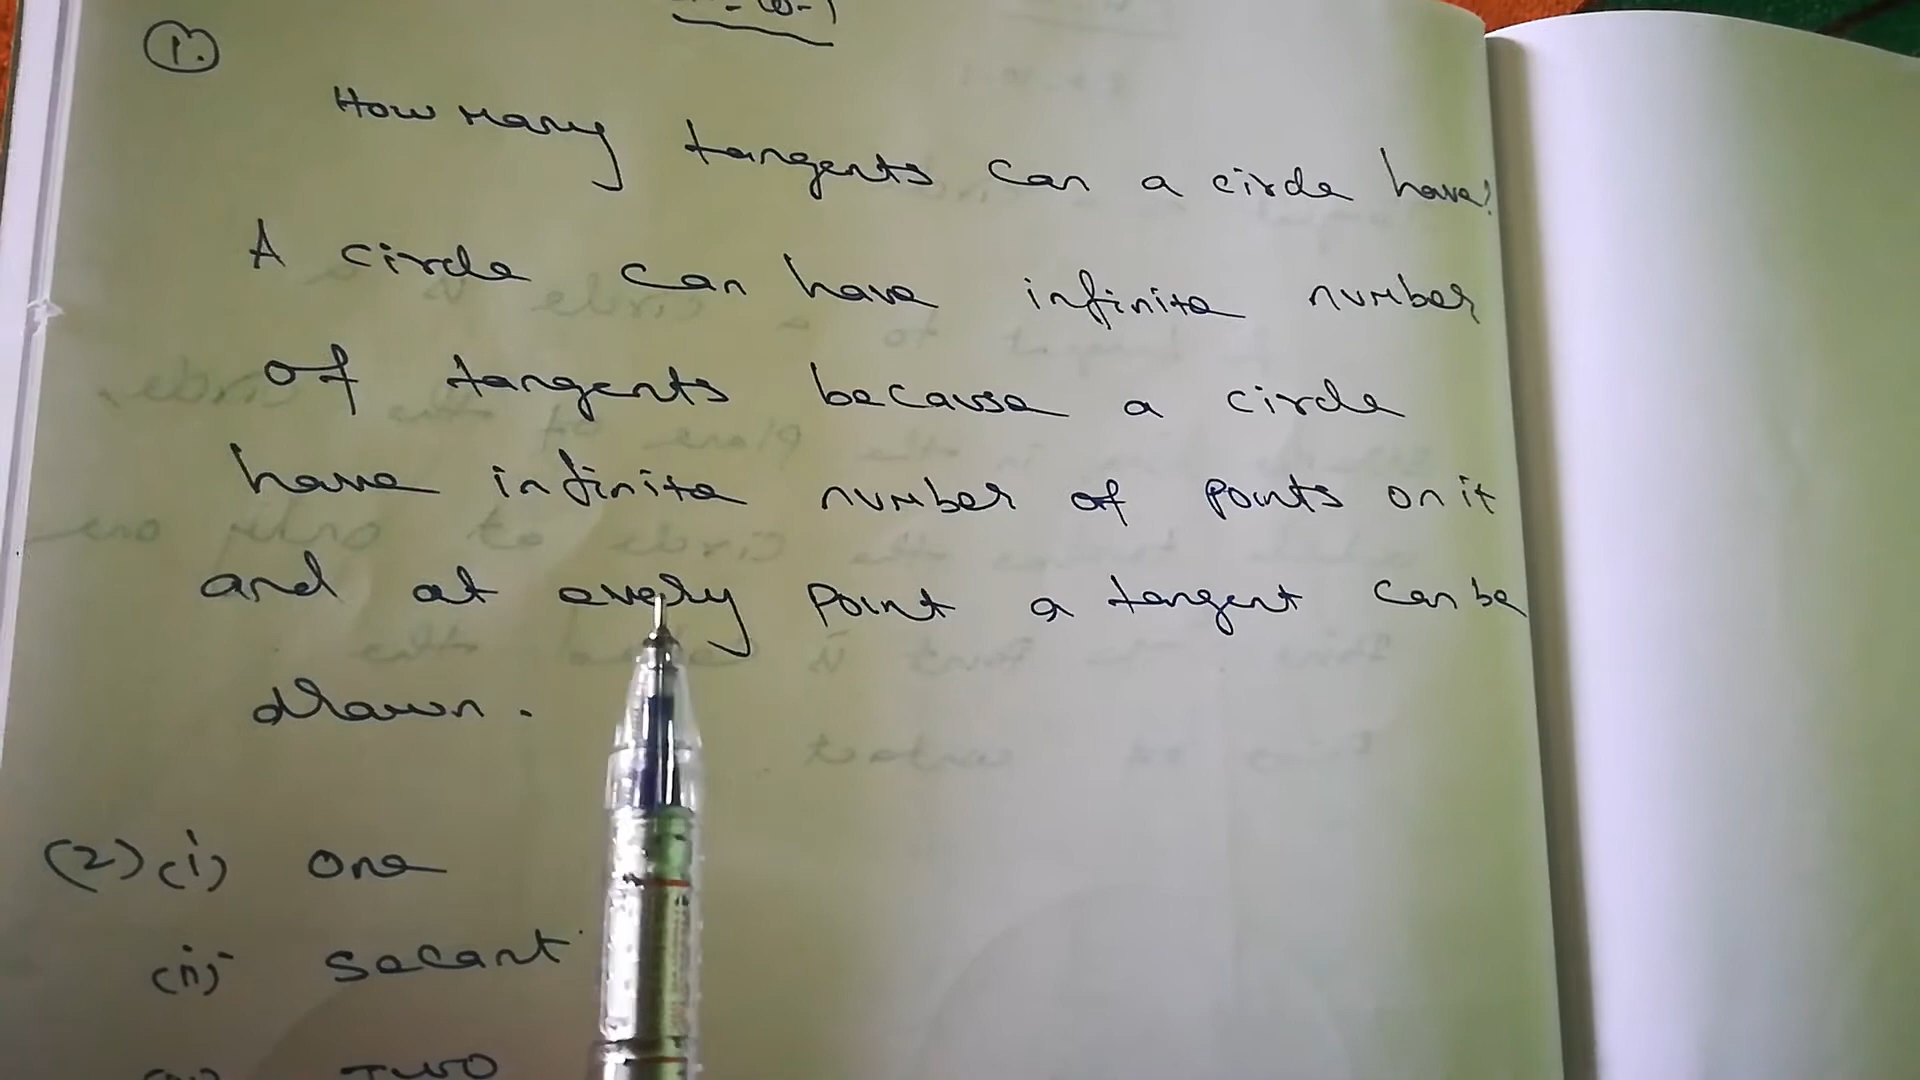 1.
How many tangents can a circle have?
A circle can have infinite number
of tangents because a circle
have infinite number of points on it
and at every point a tangent can be
drawn.
(2) (i) one
(ii) secant
Two